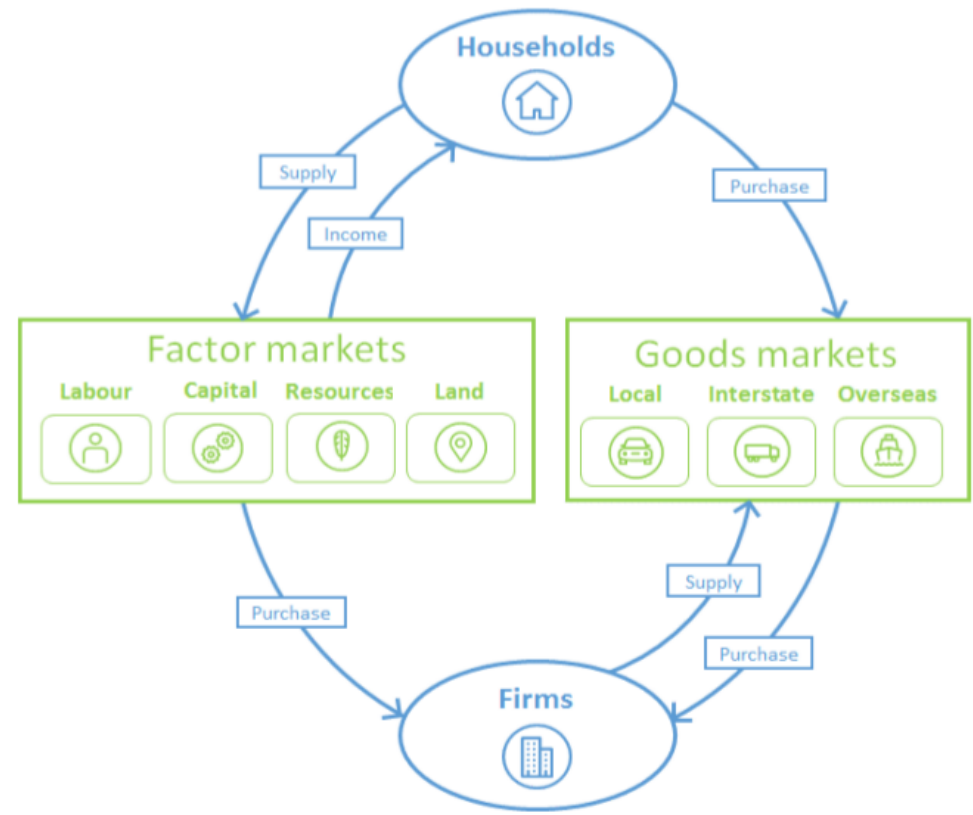 Households
Supply
Purchase
Income
Factor markets
Labour Capital Resources Land
Goods markets
Local Interstate Overseas
Supply
Purchase
Purchase
Firms